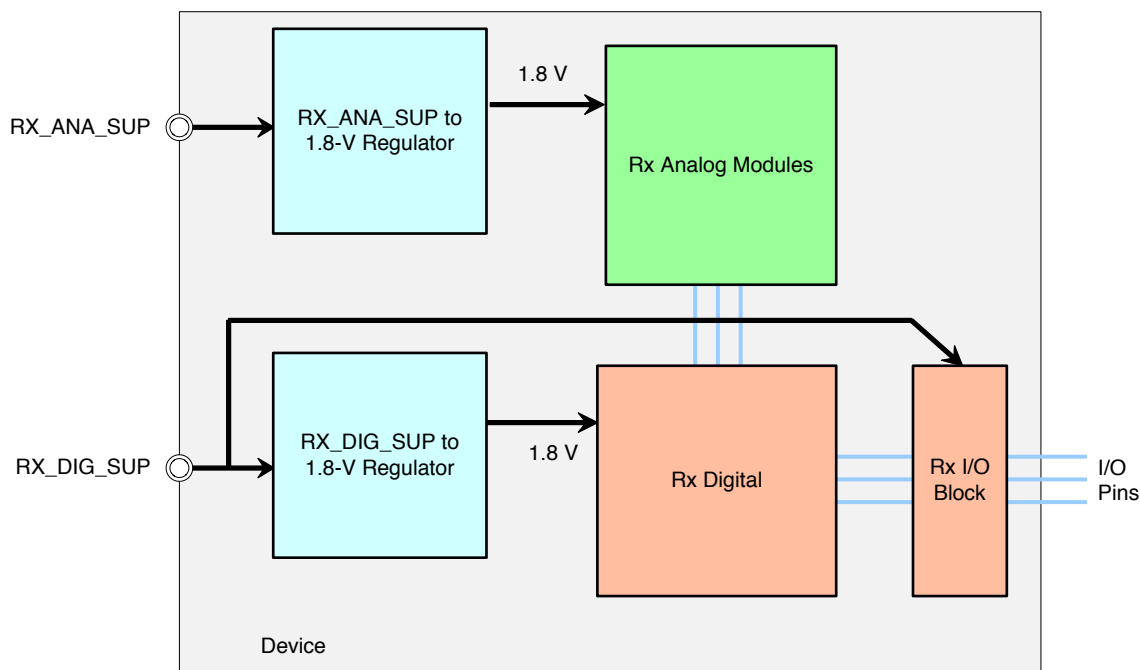 RX_ANA_SUP
RX_ANA_SUP to
1.8-V Regulator
1.8 V
Rx Analog Modules
RX_DIG_SUP
RX_DIG_SUP to
1.8-V Regulator
1.8 V
Rx Digital
Rx I/O
Block
I/O
Pins
Device